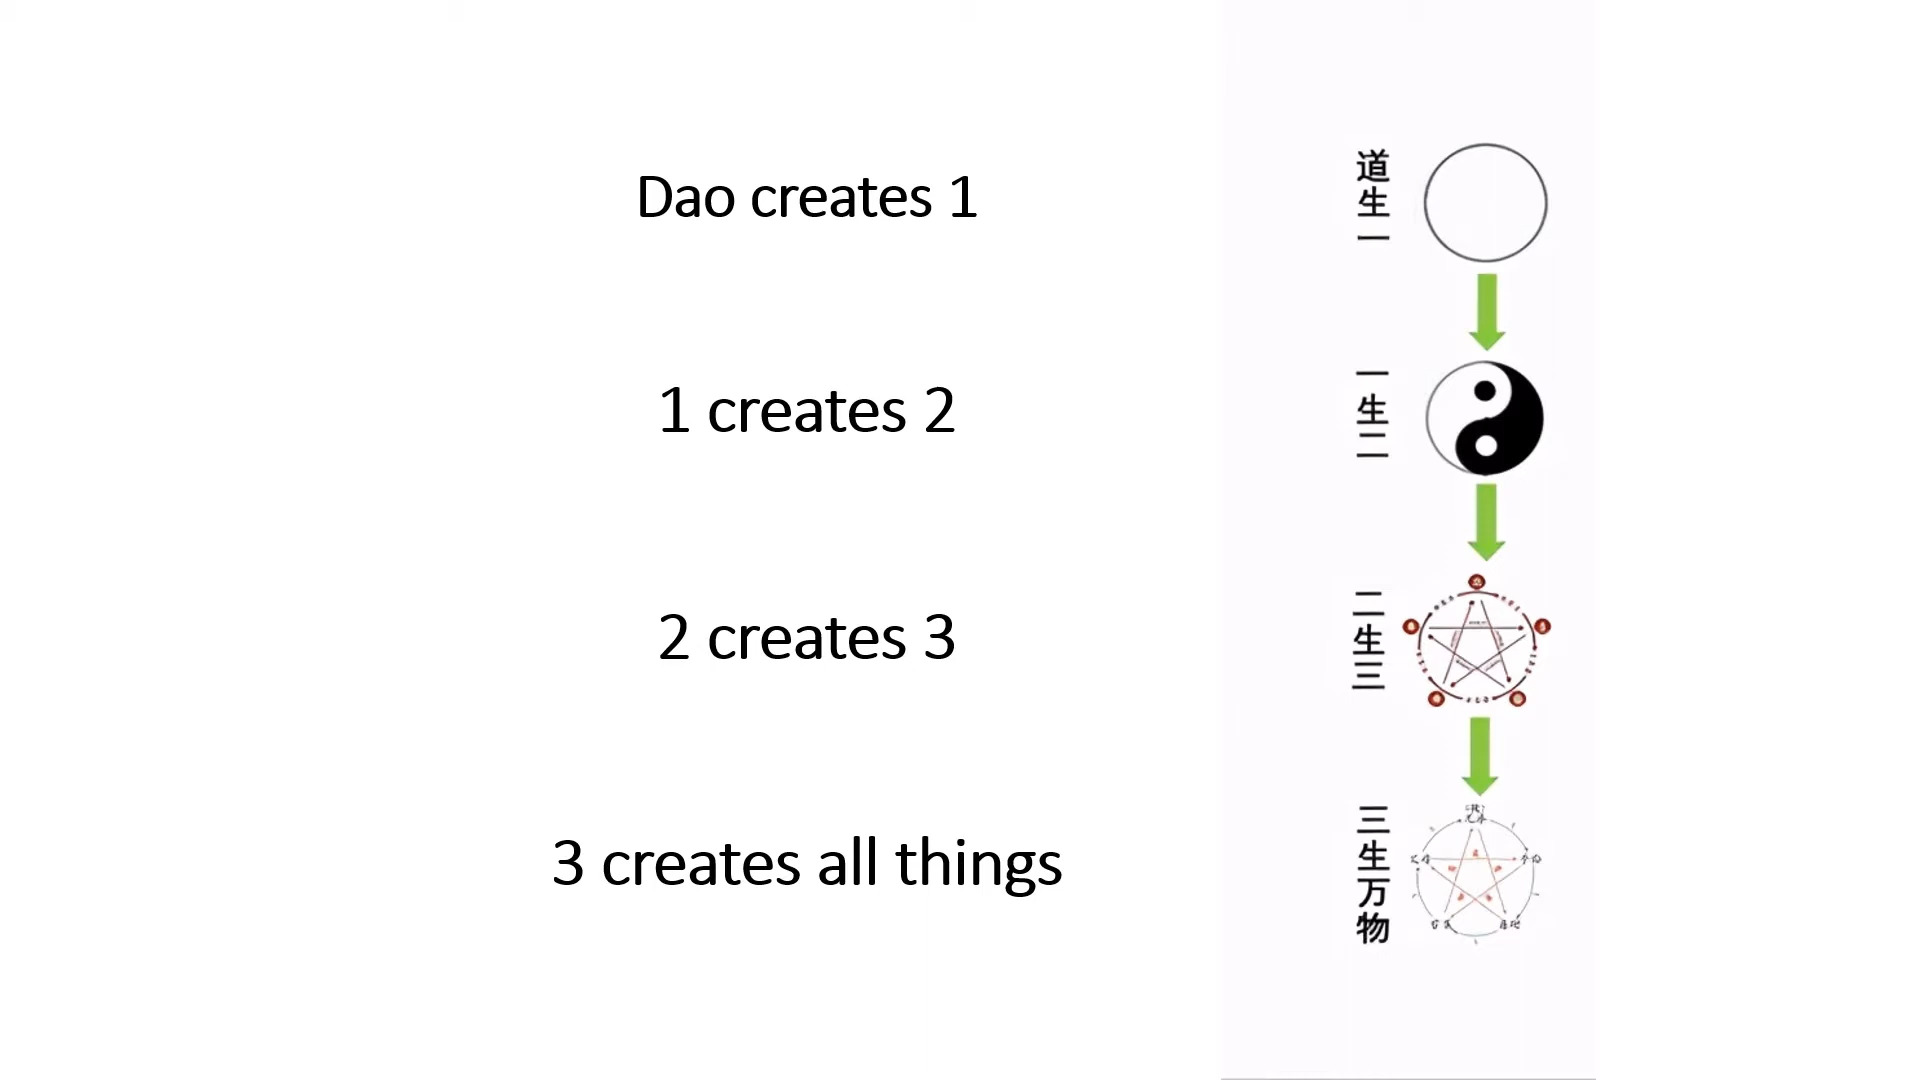 Dao creates 1
道生一
1 creates 2
一生二
2 creates 3
二生三
3 creates all things
三生万物